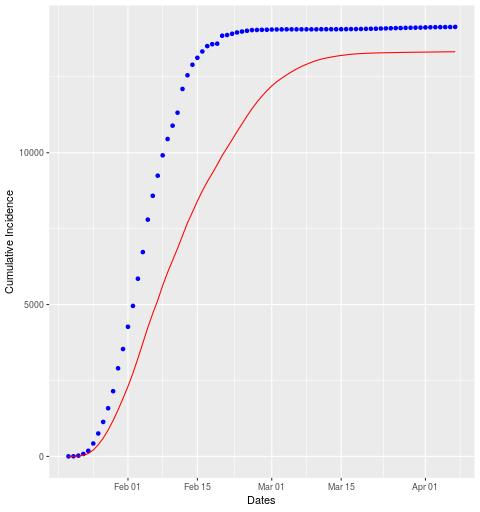 Cumulative Incidence
10000
5000
0
Feb 01
Feb 15
Mar 01
Mar 15
Apr 01
Dates